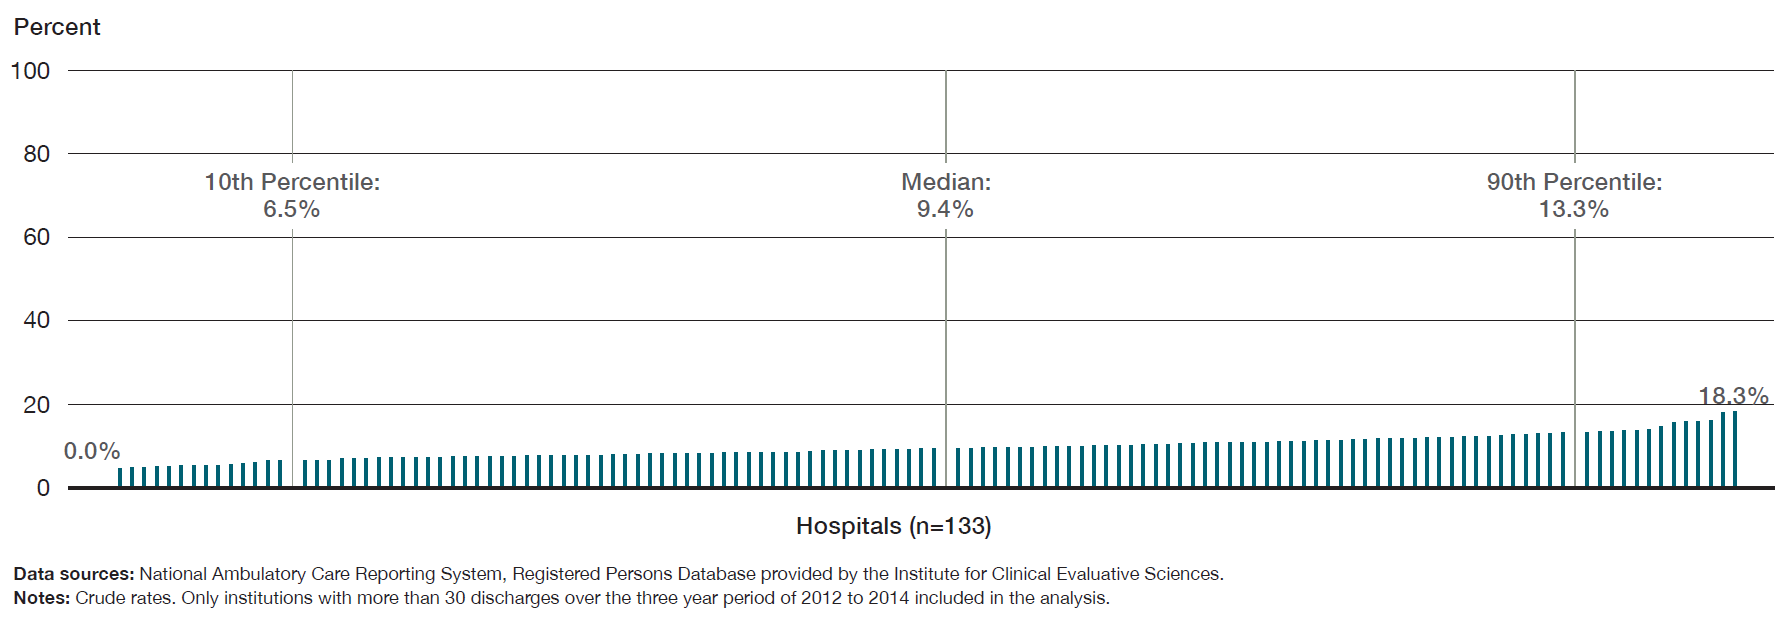 Percent
100
80
10th Percentile:
6.5%
Median:
9.4%
90th Percentile:
13.3%
60
40
20
18.3%
0.0%
0
Hospitals (n=133)
Data sources: National Ambulatory Care Reporting System, Registered Persons Database provided by the Institute for Clinical Evaluative Sciences.
Notes: Crude rates. Only institutions with more than 30 discharges over the three year period of 2012 to 2014 included in the analysis.